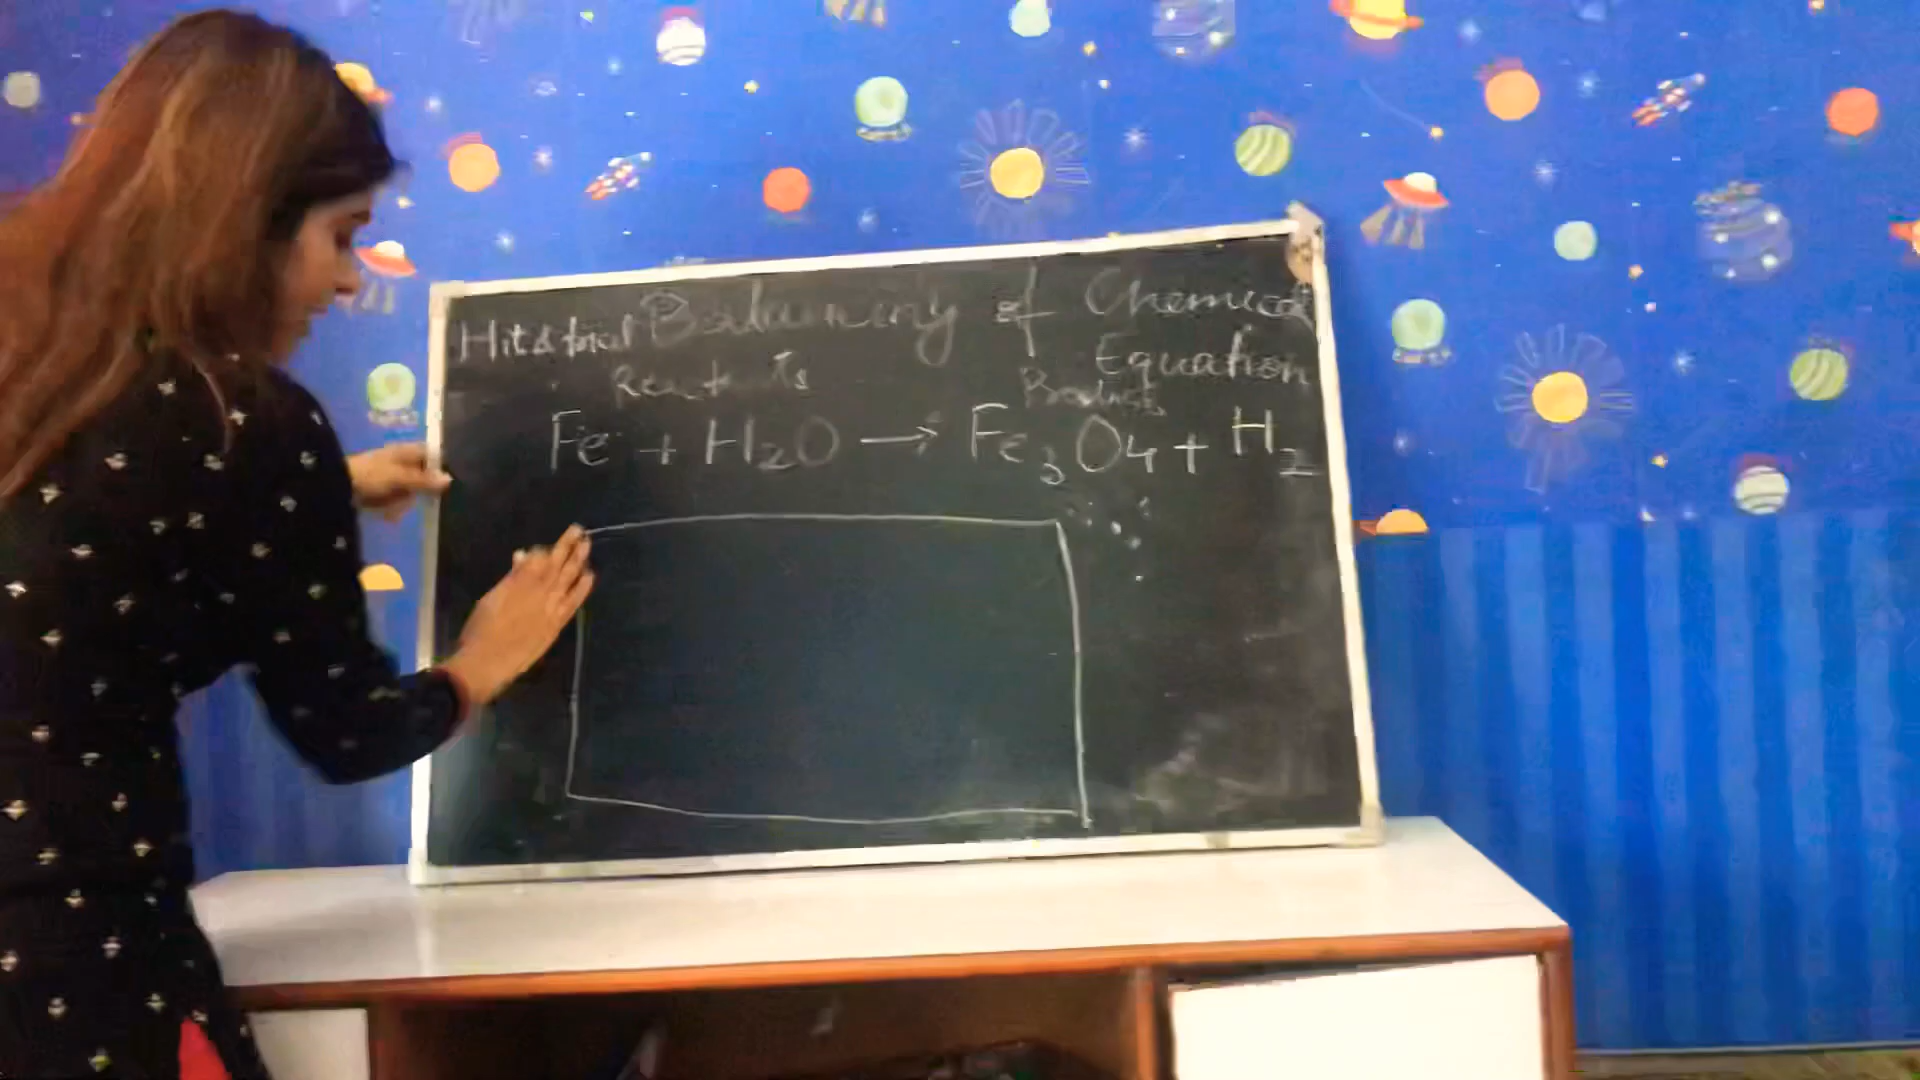 Balancing of Chemical
Hit & trial
Equation
Reactants
Products
Fe + H₂O → Fe₃O₄ + H₂